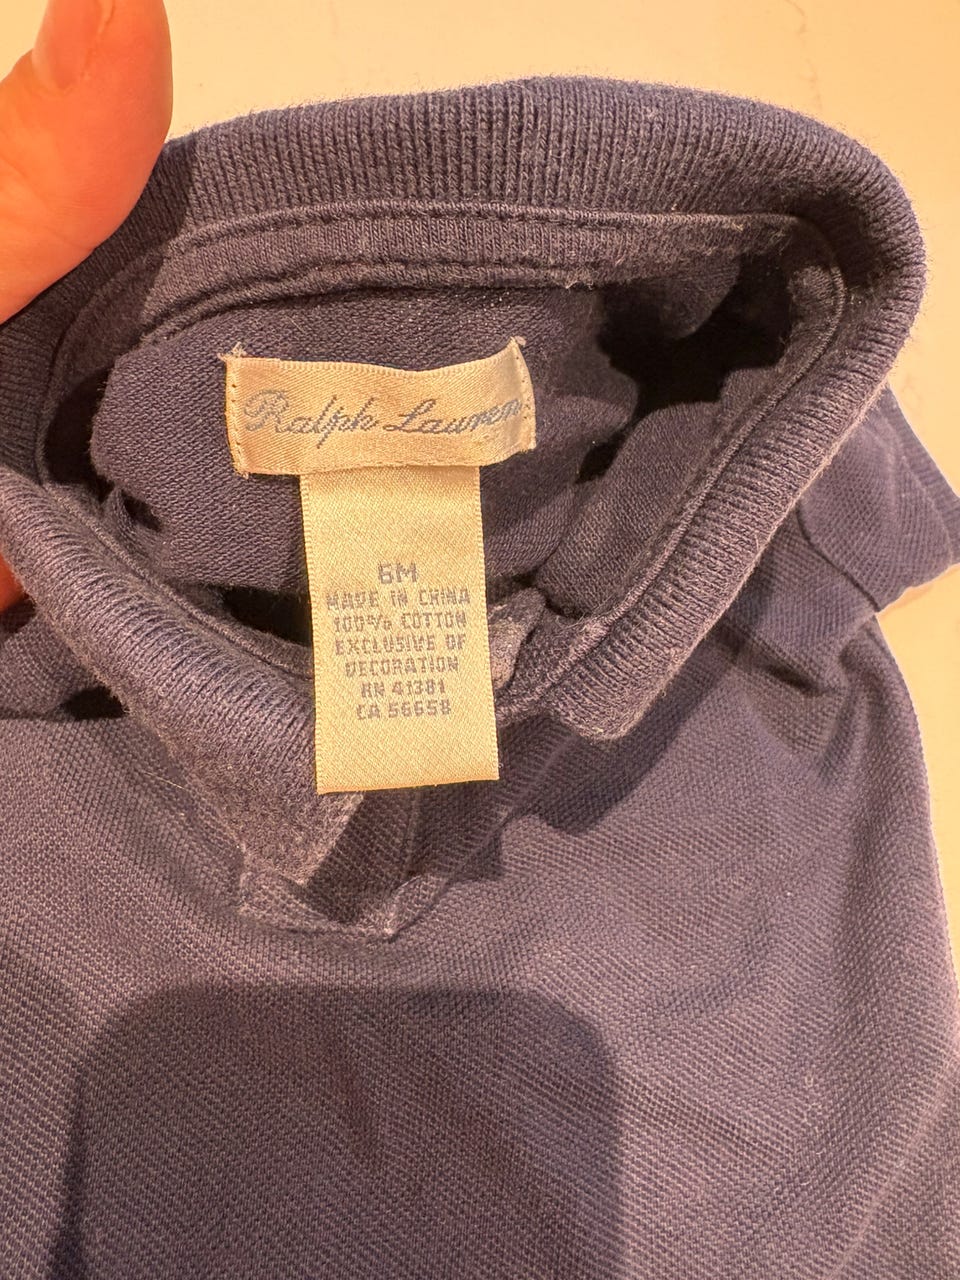 Ralph Lauren
6M
MADE IN CHINA
100% COTTON
EXCLUSIVE OF
DECORATION
RN 41381
CA 56658